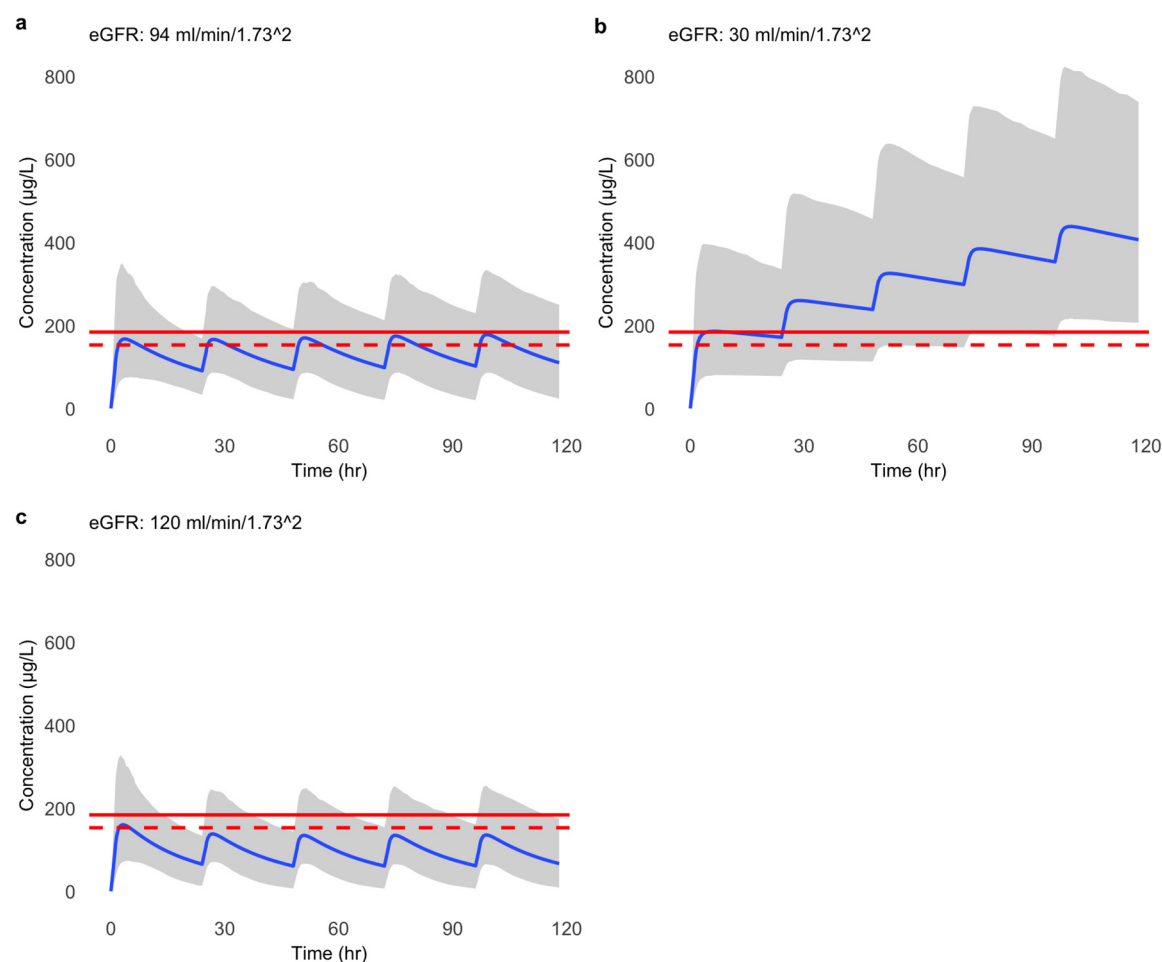 a
eGFR: 94 ml/min/1.73^2
800
600
400
200
0
Concentration (µg/L)
0 30 60 90 120
Time (hr)
b
eGFR: 30 ml/min/1.73^2
800
600
400
200
0
Concentration (µg/L)
0 30 60 90 120
Time (hr)
c
eGFR: 120 ml/min/1.73^2
800
600
400
200
0
Concentration (µg/L)
0 30 60 90 120
Time (hr)